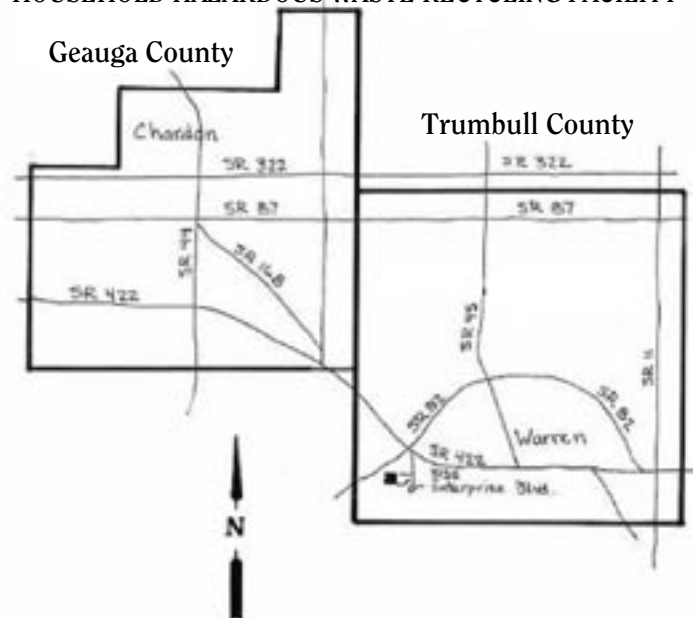 HOUSEHOLD HAZARDOUS WASTE RECYCLING FACILITY
Geauga County
Trumbull County
Chardon
SR 322
SR 322
SR 87
SR 87
SR 44
SR 168
SR 422
SR 45
SR 11
SR 82
SR 82
Warren
SR 422
Enterprise Blvd.
N